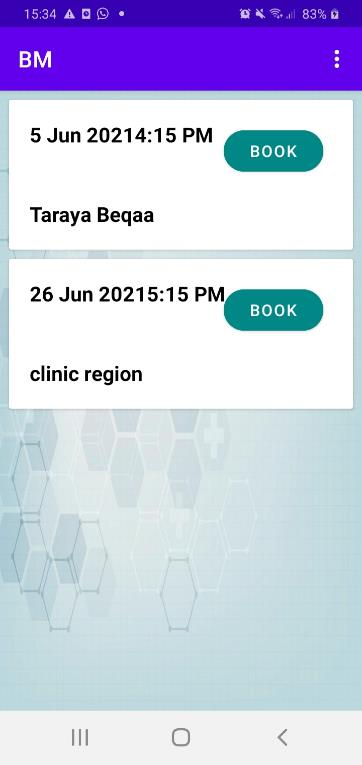 15:34 83%
BM
5 Jun 20214:15 PM
BOOK
Taraya Beqaa
26 Jun 20215:15 PM
BOOK
clinic region